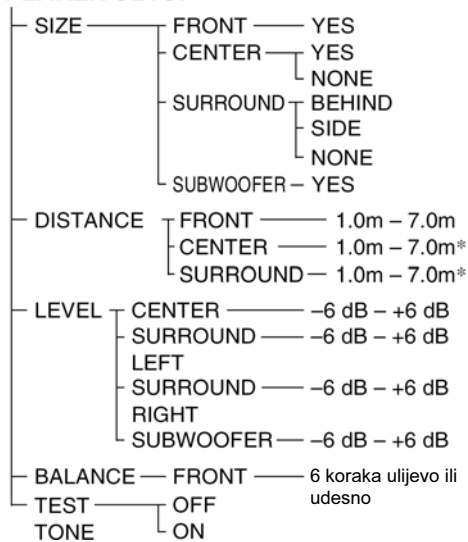 SIZE FRONT YES
CENTER YES
NONE
SURROUND BEHIND
SIDE
NONE
SUBWOOFER YES
DISTANCE FRONT 1.0m – 7.0m
CENTER 1.0m – 7.0m*
SURROUND 1.0m – 7.0m*
LEVEL CENTER –6 dB – +6 dB
SURROUND –6 dB – +6 dB
LEFT
SURROUND –6 dB – +6 dB
RIGHT
SUBWOOFER –6 dB – +6 dB
BALANCE FRONT 6 koraka ulijevo ili
udesno
TEST OFF
TONE ON